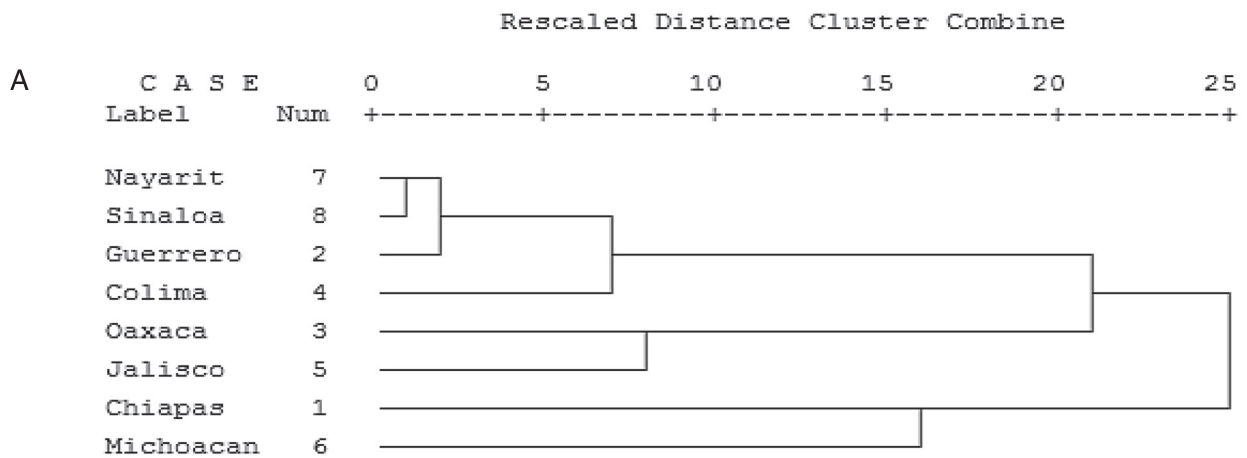 Rescaled Distance Cluster Combine
A C A S E 0 5 10 15 20 25
Label Num +---------+---------+---------+---------+---------+
Nayarit 7
Sinaloa 8
Guerrero 2
Colima 4
Oaxaca 3
Jalisco 5
Chiapas 1
Michoacan 6